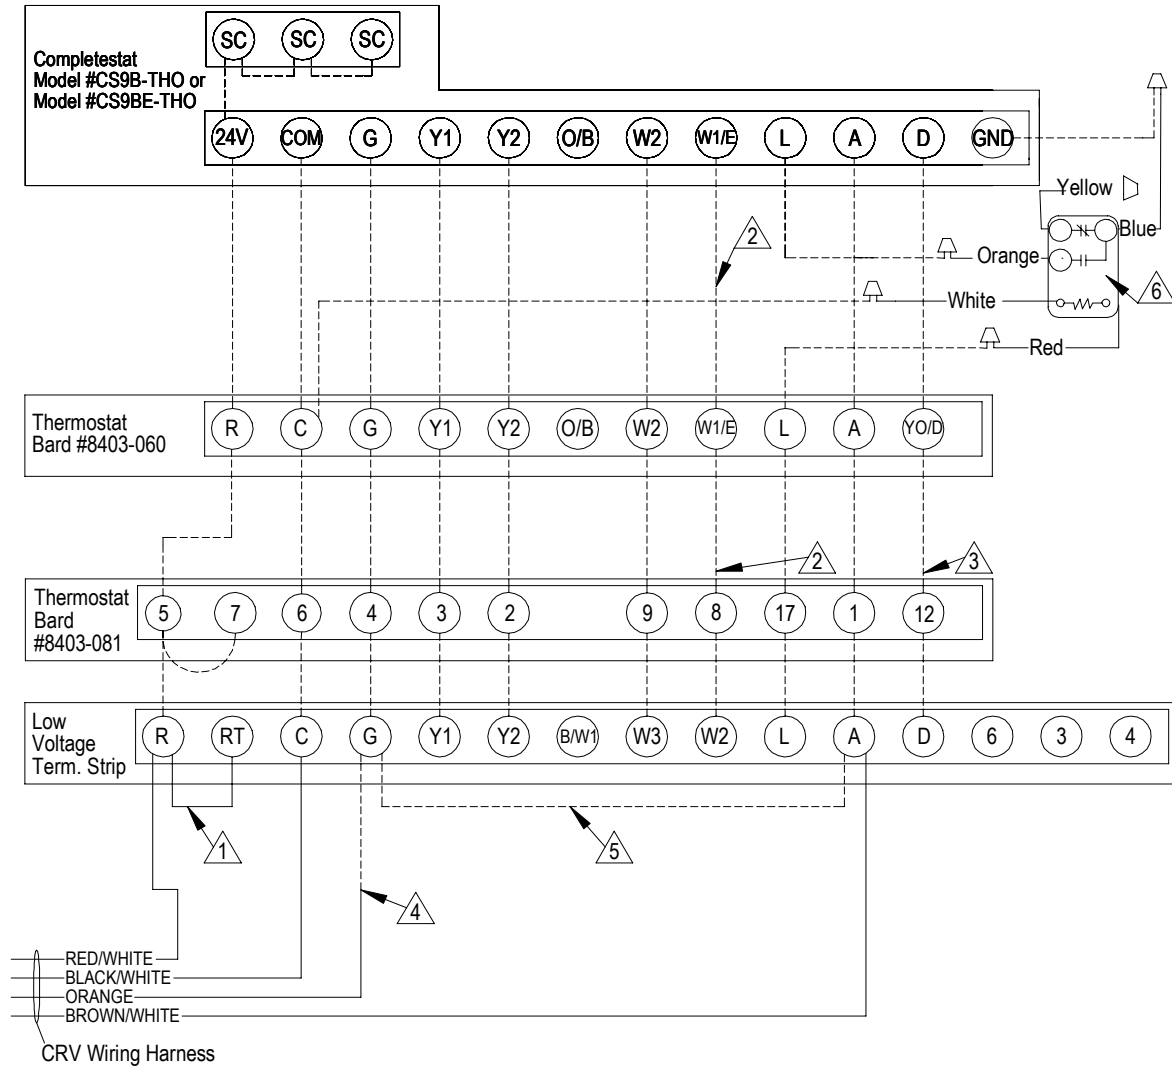 SC SC SC
Completestat
Model #CS9B-THO or
Model #CS9BE-THO
24V COM G Y1 Y2 O/B W2 W1/E L A D GND
Yellow
Blue
2
Orange
6
White
Red
Thermostat
Bard #8403-060
R C G Y1 Y2 O/B W2 W1/E L A YO/D
2 3
Thermostat
Bard
#8403-081
5 7 6 4 3 2 9 8 17 1 12
Low
Voltage
Term. Strip
R RT C G Y1 Y2 B/W1 W3 W2 L A D 6 3 4
1 5
4
RED/WHITE
BLACK/WHITE
ORANGE
BROWN/WHITE
CRV Wiring Harness